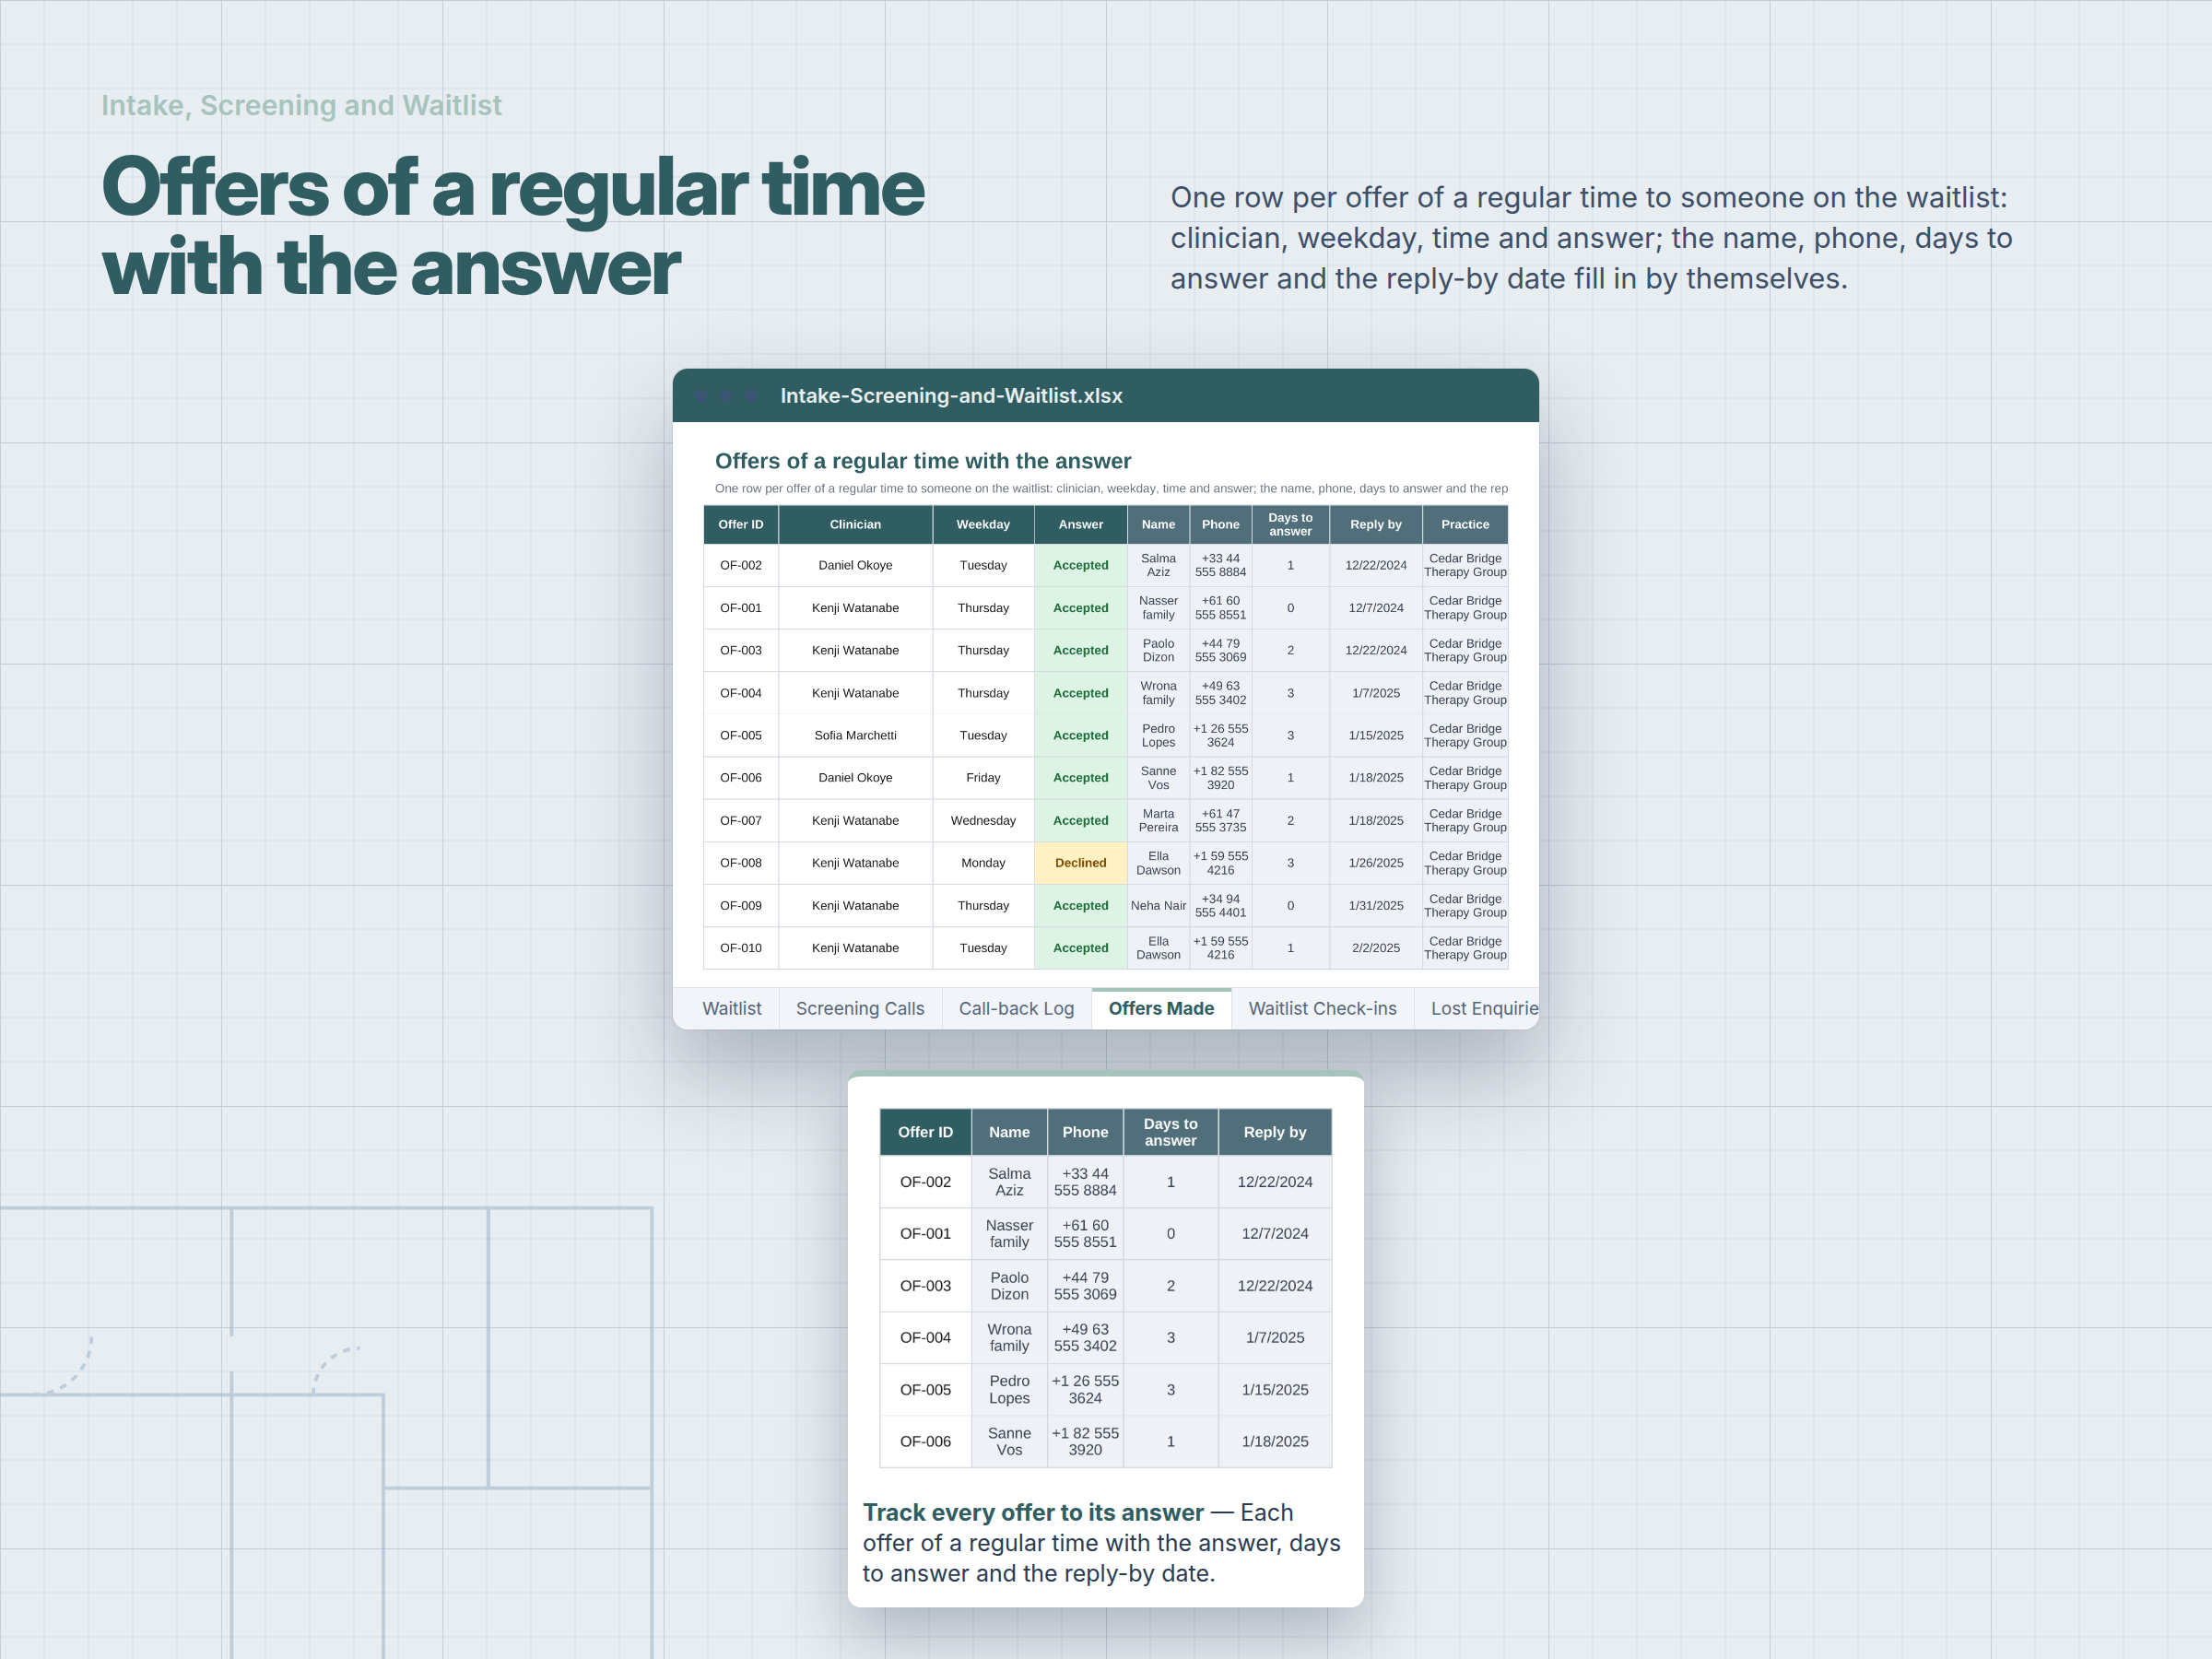 Intake, Screening and Waitlist
Offers of a regular time
with the answer
One row per offer of a regular time to someone on the waitlist:
clinician, weekday, time and answer; the name, phone, days to
answer and the reply-by date fill in by themselves.
Intake-Screening-and-Waitlist.xlsx
Offers of a regular time with the answer
One row per offer of a regular time to someone on the waitlist: clinician, weekday, time and answer; the name, phone, days to answer and the rep
Offer ID Clinician Weekday Answer Name Phone Days to answer Reply by Practice
OF-002 Daniel Okoye Tuesday Accepted Salma Aziz +33 44 555 8884 1 12/22/2024 Cedar Bridge Therapy Group
OF-001 Kenji Watanabe Thursday Accepted Nasser family +61 60 555 8551 0 12/7/2024 Cedar Bridge Therapy Group
OF-003 Kenji Watanabe Thursday Accepted Paolo Dizon +44 79 555 3069 2 12/22/2024 Cedar Bridge Therapy Group
OF-004 Kenji Watanabe Thursday Accepted Wrona family +49 63 555 3402 3 1/7/2025 Cedar Bridge Therapy Group
OF-005 Sofia Marchetti Tuesday Accepted Pedro Lopes +1 26 555 3624 3 1/15/2025 Cedar Bridge Therapy Group
OF-006 Daniel Okoye Friday Accepted Sanne Vos +1 82 555 3920 1 1/18/2025 Cedar Bridge Therapy Group
OF-007 Kenji Watanabe Wednesday Accepted Marta Pereira +61 47 555 3735 2 1/18/2025 Cedar Bridge Therapy Group
OF-008 Kenji Watanabe Monday Declined Ella Dawson +1 59 555 4216 3 1/26/2025 Cedar Bridge Therapy Group
OF-009 Kenji Watanabe Thursday Accepted Neha Nair +34 94 555 4401 0 1/31/2025 Cedar Bridge Therapy Group
OF-010 Kenji Watanabe Tuesday Accepted Ella Dawson +1 59 555 4216 1 2/2/2025 Cedar Bridge Therapy Group
Waitlist Screening Calls Call-back Log Offers Made Waitlist Check-ins Lost Enquirie
Offer ID Name Phone Days to answer Reply by
OF-002 Salma Aziz +33 44 555 8884 1 12/22/2024
OF-001 Nasser family +61 60 555 8551 0 12/7/2024
OF-003 Paolo Dizon +44 79 555 3069 2 12/22/2024
OF-004 Wrona family +49 63 555 3402 3 1/7/2025
OF-005 Pedro Lopes +1 26 555 3624 3 1/15/2025
OF-006 Sanne Vos +1 82 555 3920 1 1/18/2025
Track every offer to its answer — Each
offer of a regular time with the answer, days
to answer and the reply-by date.